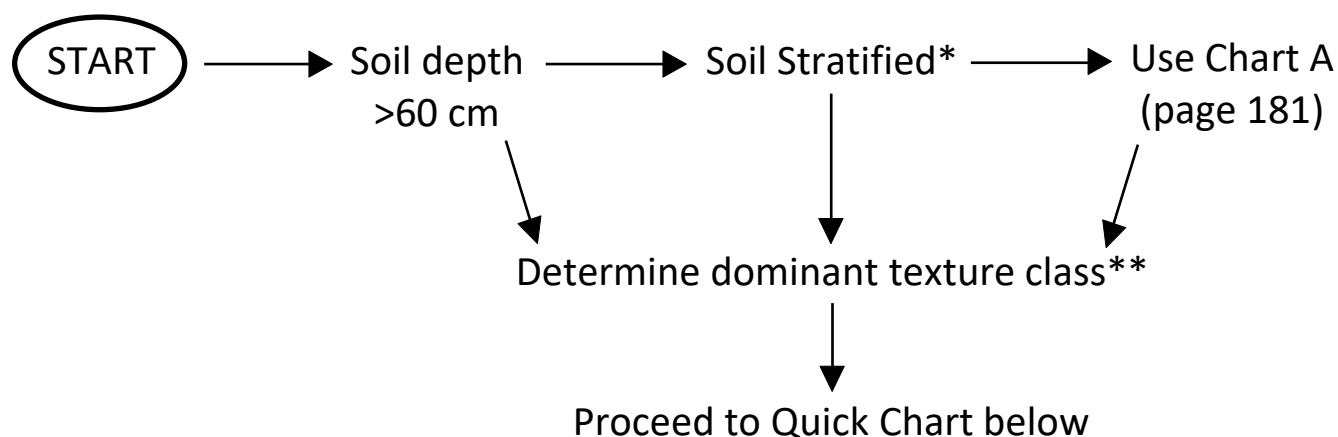 START
Soil depth
>60 cm
Soil Stratified*
Use Chart A
(page 181)
Determine dominant texture class**
Proceed to Quick Chart below